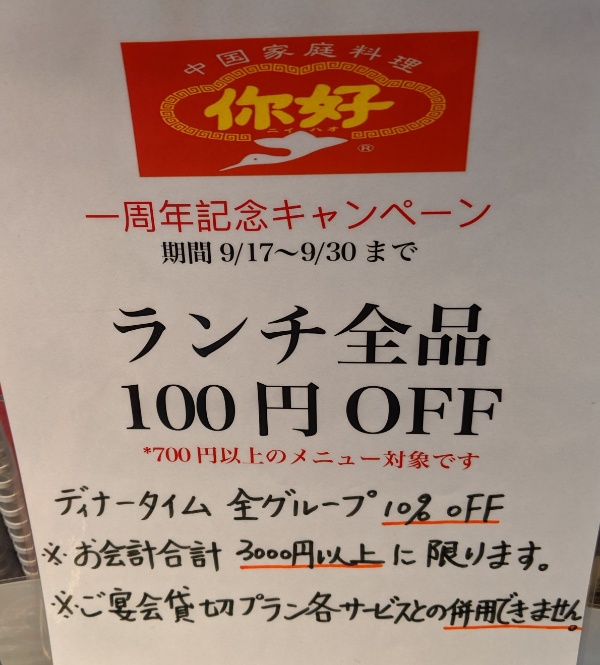 中国家庭料理
你好
ニイハオ
®
一周年記念キャンペーン
期間 9/17～9/30 まで
ランチ全品
100 円 OFF
*700 円以上のメニュー対象です
ディナータイム 全グループ 10% OFF
※お会計合計 3000円以上 に限ります。
※ご宴会貸切プラン各サービスとの併用できません